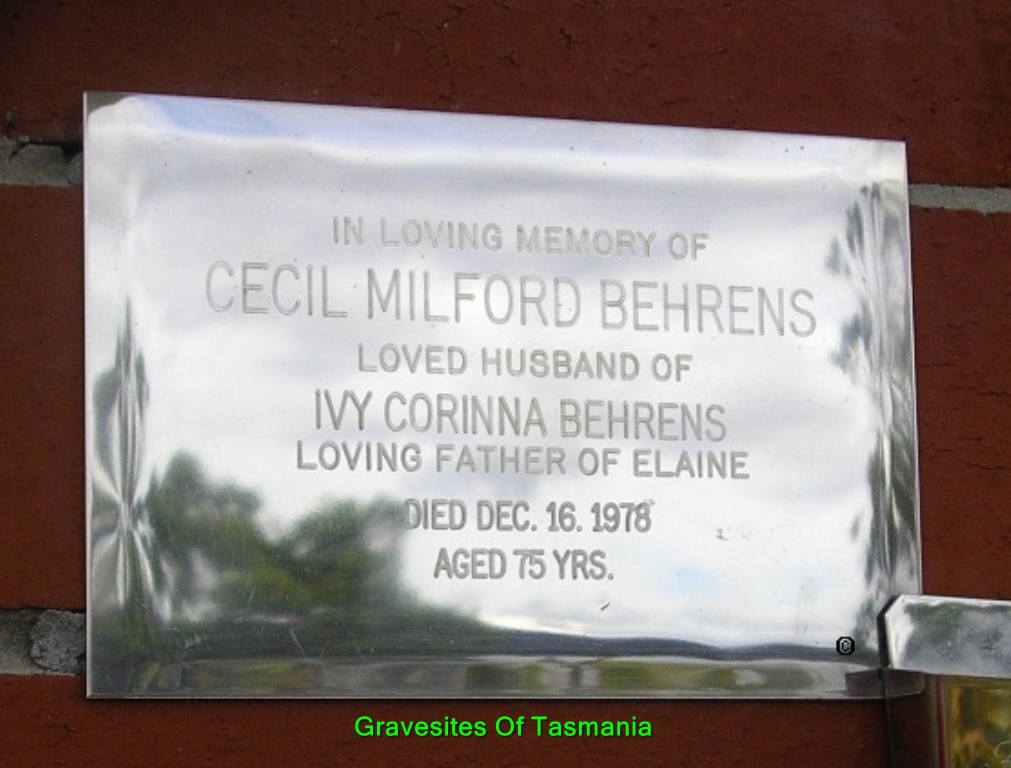 IN LOVING MEMORY OF
CECIL MILFORD BEHRENS
LOVED HUSBAND OF
IVY CORINNA BEHRENS
LOVING FATHER OF ELAINE
DIED DEC. 16. 1978
AGED 75 YRS.
©
Gravesites Of Tasmania